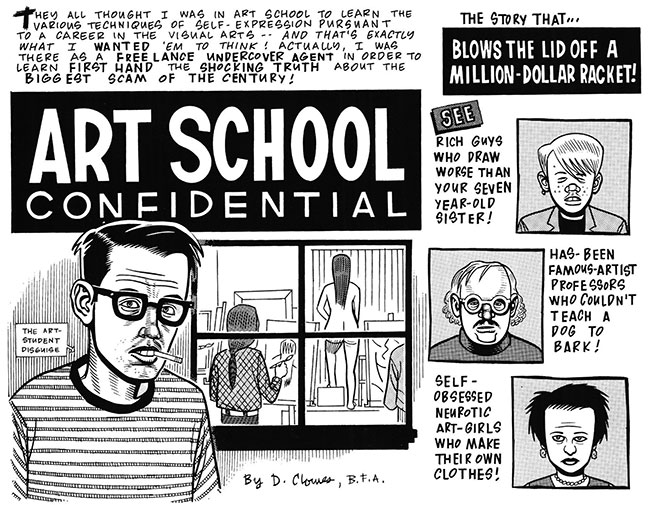 THEY ALL THOUGHT I WAS IN ART SCHOOL TO LEARN THE
VARIOUS TECHNIQUES OF SELF-EXPRESSION PURSUANT
TO A CAREER IN THE VISUAL ARTS -- AND THAT'S EXACTLY
WHAT I WANTED 'EM TO THINK! ACTUALLY, I WAS
THERE AS A FREELANCE UNDERCOVER AGENT IN ORDER TO
LEARN FIRST HAND THE SHOCKING TRUTH ABOUT THE
BIGGEST SCAM OF THE CENTURY!
ART SCHOOL
CONFIDENTIAL
THE ART-
STUDENT
DISGUISE
By D. Clowes, B.F.A.
THE STORY THAT...
BLOWS THE LID OFF A
MILLION-DOLLAR RACKET!
SEE
RICH GUYS
WHO DRAW
WORSE THAN
YOUR SEVEN
YEAR-OLD
SISTER!
HAS-BEEN
FAMOUS-ARTIST
PROFESSORS
WHO COULDN'T
TEACH A
DOG TO
BARK!
SELF-
OBSESSED
NEUROTIC
ART-GIRLS
WHO MAKE
THEIR OWN
CLOTHES!